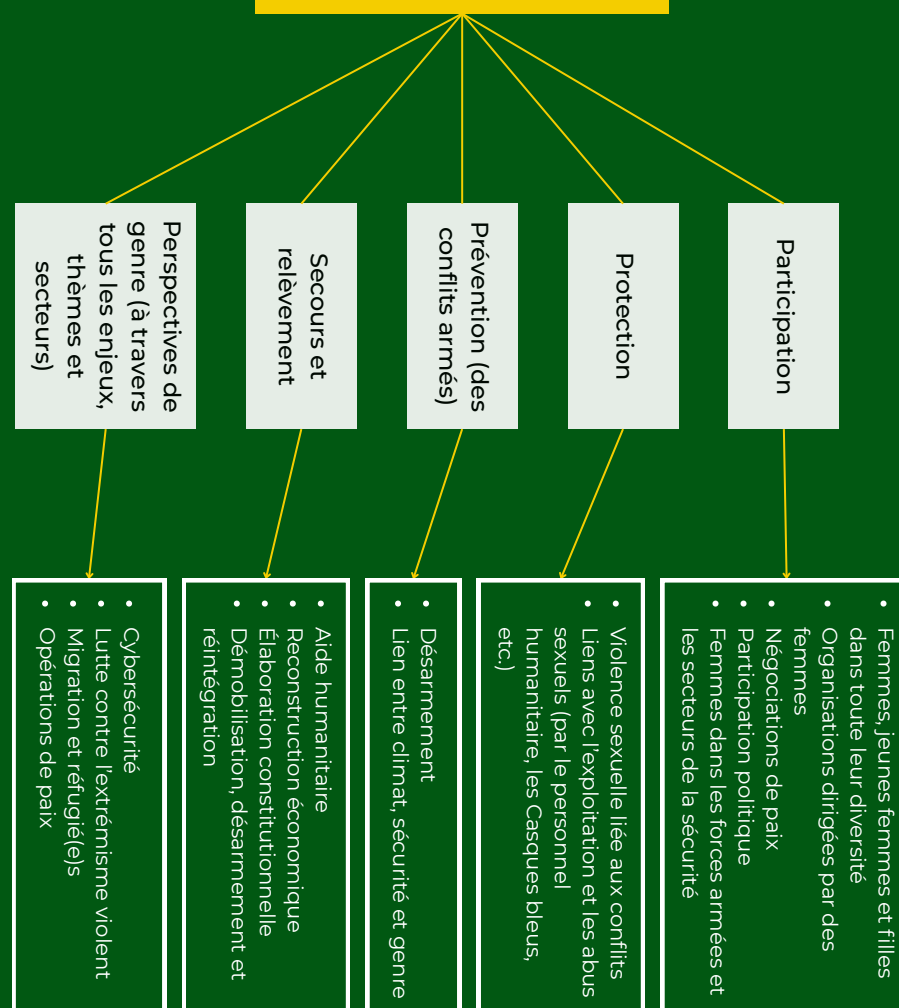 Participation
Femmes, jeunes femmes et filles
dans toute leur diversité
Organisations dirigées par des
femmes
Négociations de paix
Participation politique
Femmes dans les forces armées et
les secteurs de la sécurité
Protection
Violence sexuelle liée aux conflits
Liens avec l'exploitation et les abus
sexuels (par le personnel
humanitaire, les Casques bleus,
etc.)
Prévention (des
conflits armés)
Désarmement
Lien entre climat, sécurité et genre
Secours et
relèvement
Aide humanitaire
Reconstruction économique
Élaboration constitutionnelle
Démobilisation, désarmement et
réintégration
Perspectives de
genre (à travers
tous les enjeux,
thèmes et
secteurs)
Cybersécurité
Lutte contre l'extrémisme violent
Migration et réfugié(e)s
Opérations de paix